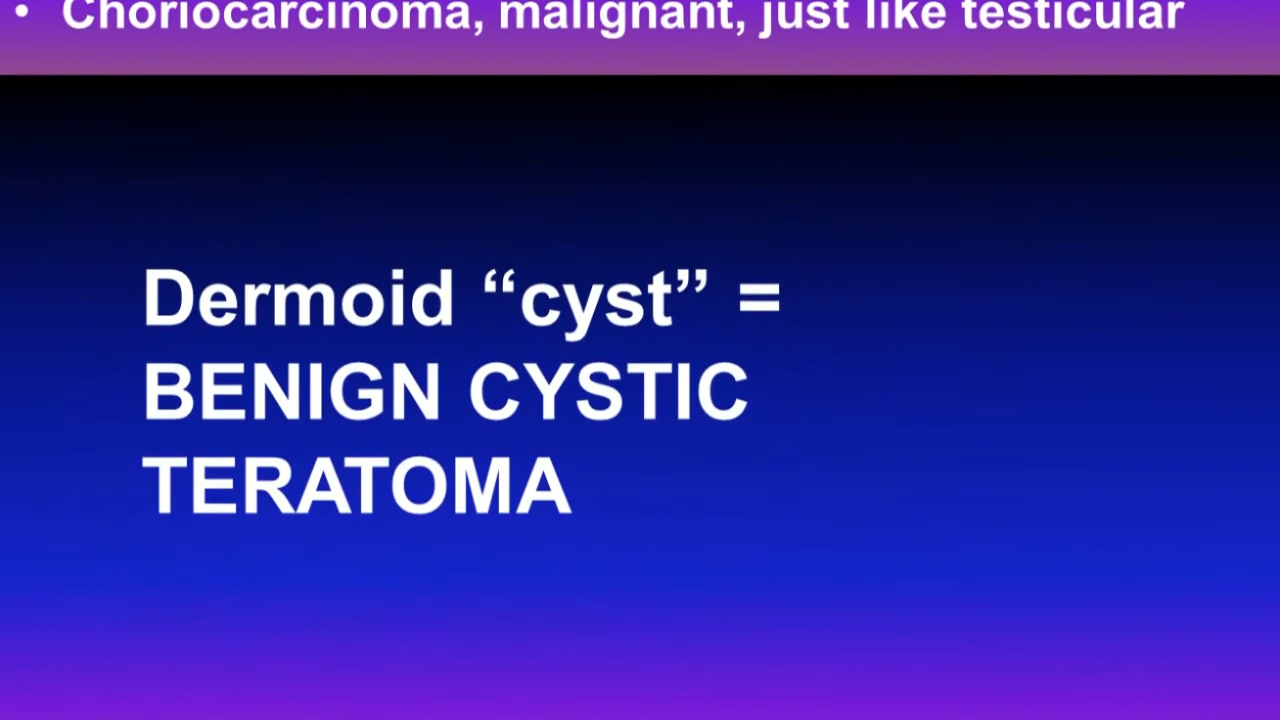 • Choriocarcinoma, malignant, just like testicular
Dermoid “cyst” =
BENIGN CYSTIC
TERATOMA